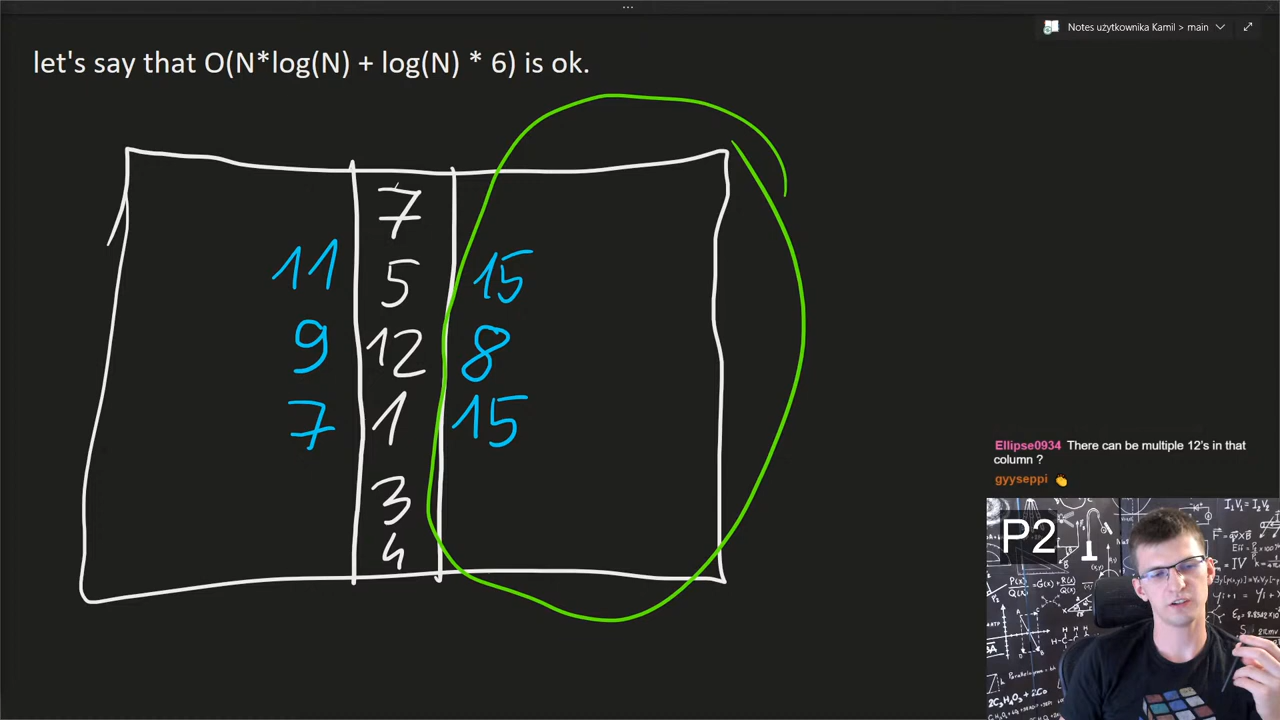 Notes użytkownika Kamil > main
let's say that O(N*log(N) + log(N) * 6) is ok.
7
11 5 15
9 12 8
7 1 15
3
4
Ellipse0934 There can be multiple 12's in that
column ?
gyyseppi
P2